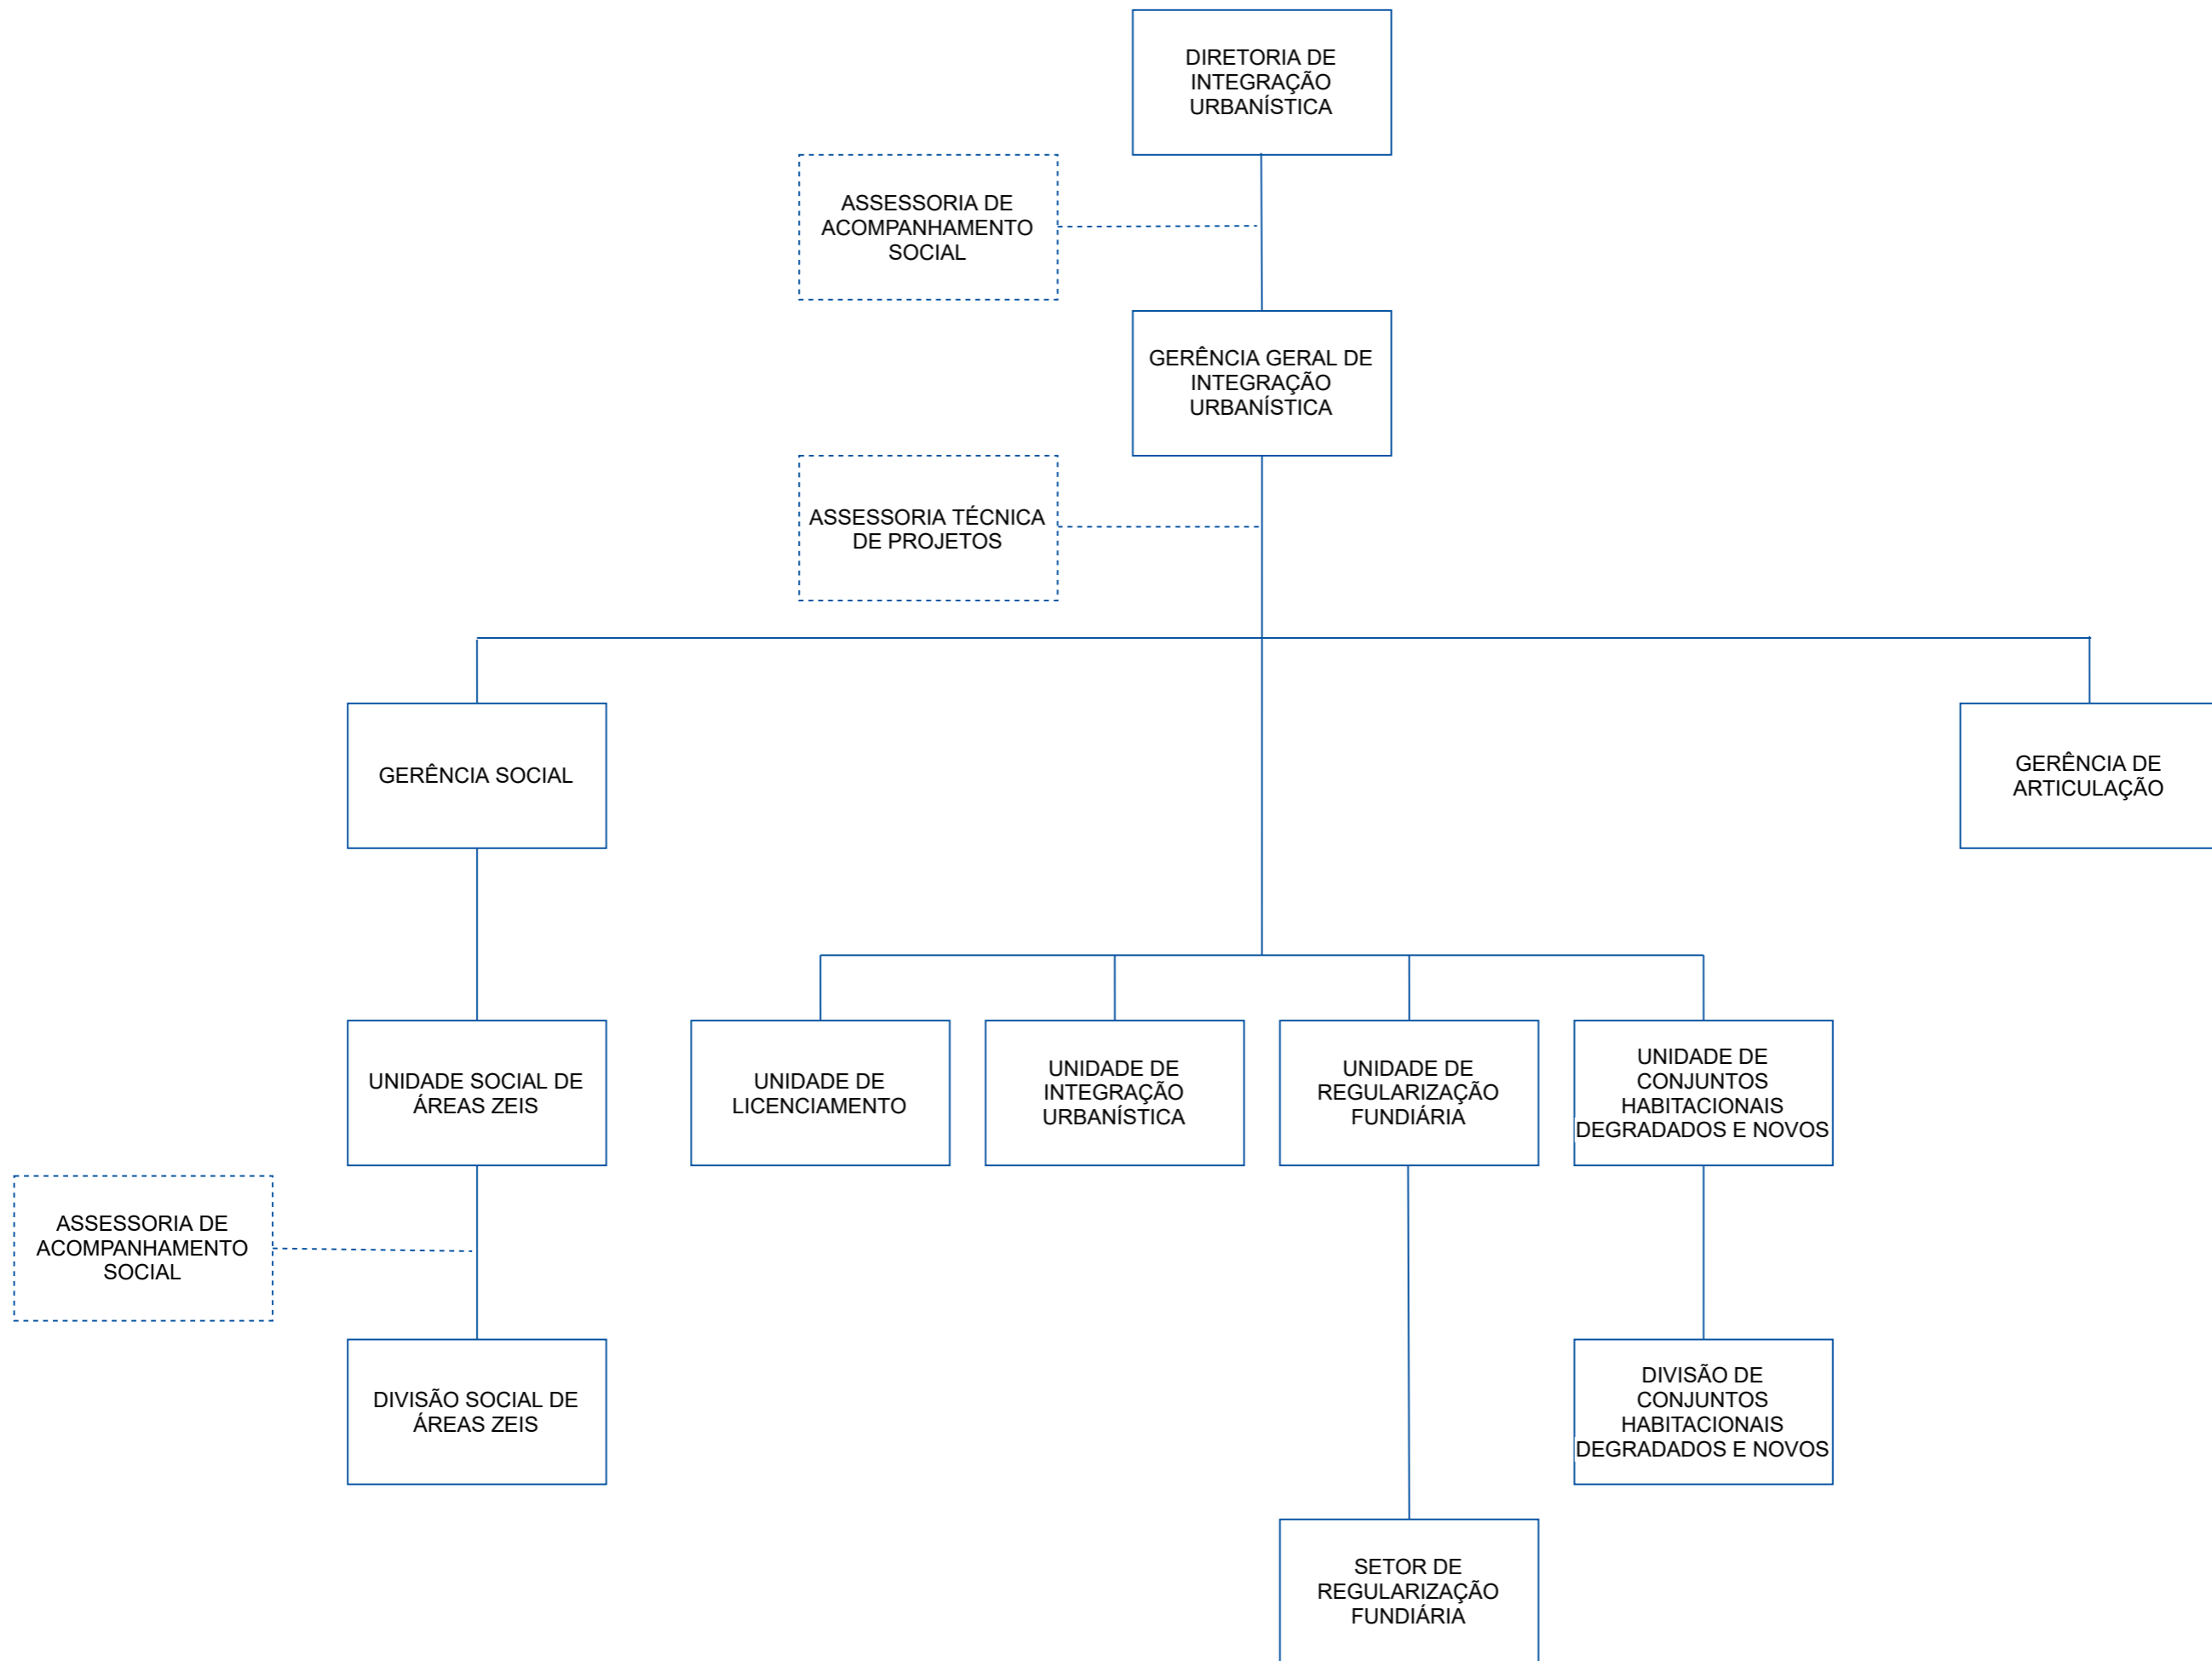 DIRETORIA DE
INTEGRAÇÃO
URBANÍSTICA
ASSESSORIA DE
ACOMPANHAMENTO
SOCIAL
GERÊNCIA GERAL DE
INTEGRAÇÃO
URBANÍSTICA
ASSESSORIA TÉCNICA
DE PROJETOS
GERÊNCIA SOCIAL
GERÊNCIA DE
ARTICULAÇÃO
UNIDADE SOCIAL DE
ÁREAS ZEIS
UNIDADE DE
LICENCIAMENTO
UNIDADE DE
INTEGRAÇÃO
URBANÍSTICA
UNIDADE DE
REGULARIZAÇÃO
FUNDIÁRIA
UNIDADE DE
CONJUNTOS
HABITACIONAIS
DEGRADADOS E NOVOS
ASSESSORIA DE
ACOMPANHAMENTO
SOCIAL
DIVISÃO SOCIAL DE
ÁREAS ZEIS
DIVISÃO DE
CONJUNTOS
HABITACIONAIS
DEGRADADOS E NOVOS
SETOR DE
REGULARIZAÇÃO
FUNDIÁRIA